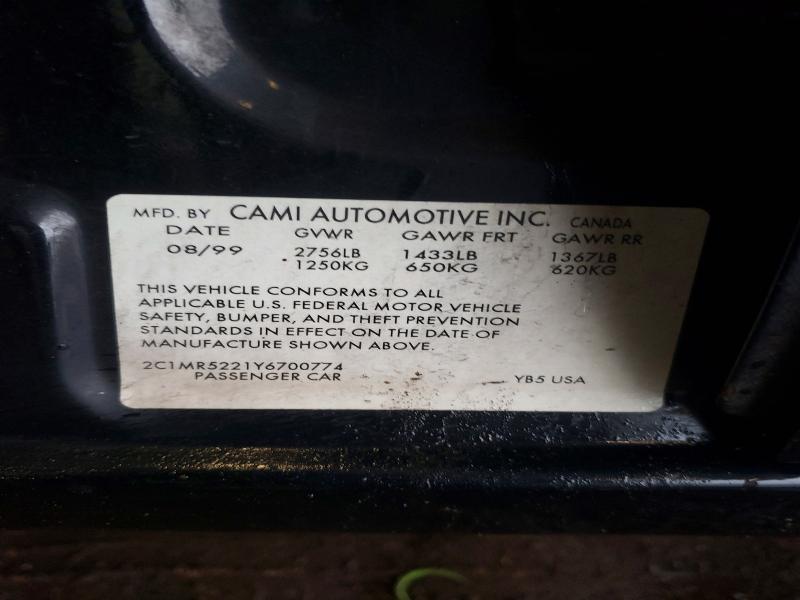 MFD. BY CAMI AUTOMOTIVE INC. CANADA
DATE GVWR GAWR FRT GAWR RR
08/99 2756LB 1433LB 1367LB
1250KG 650KG 620KG
THIS VEHICLE CONFORMS TO ALL
APPLICABLE U.S. FEDERAL MOTOR VEHICLE
SAFETY, BUMPER, AND THEFT PREVENTION
STANDARDS IN EFFECT ON THE DATE OF
MANUFACTURE SHOWN ABOVE.
2C1MR5221Y6700774
PASSENGER CAR YB5 USA